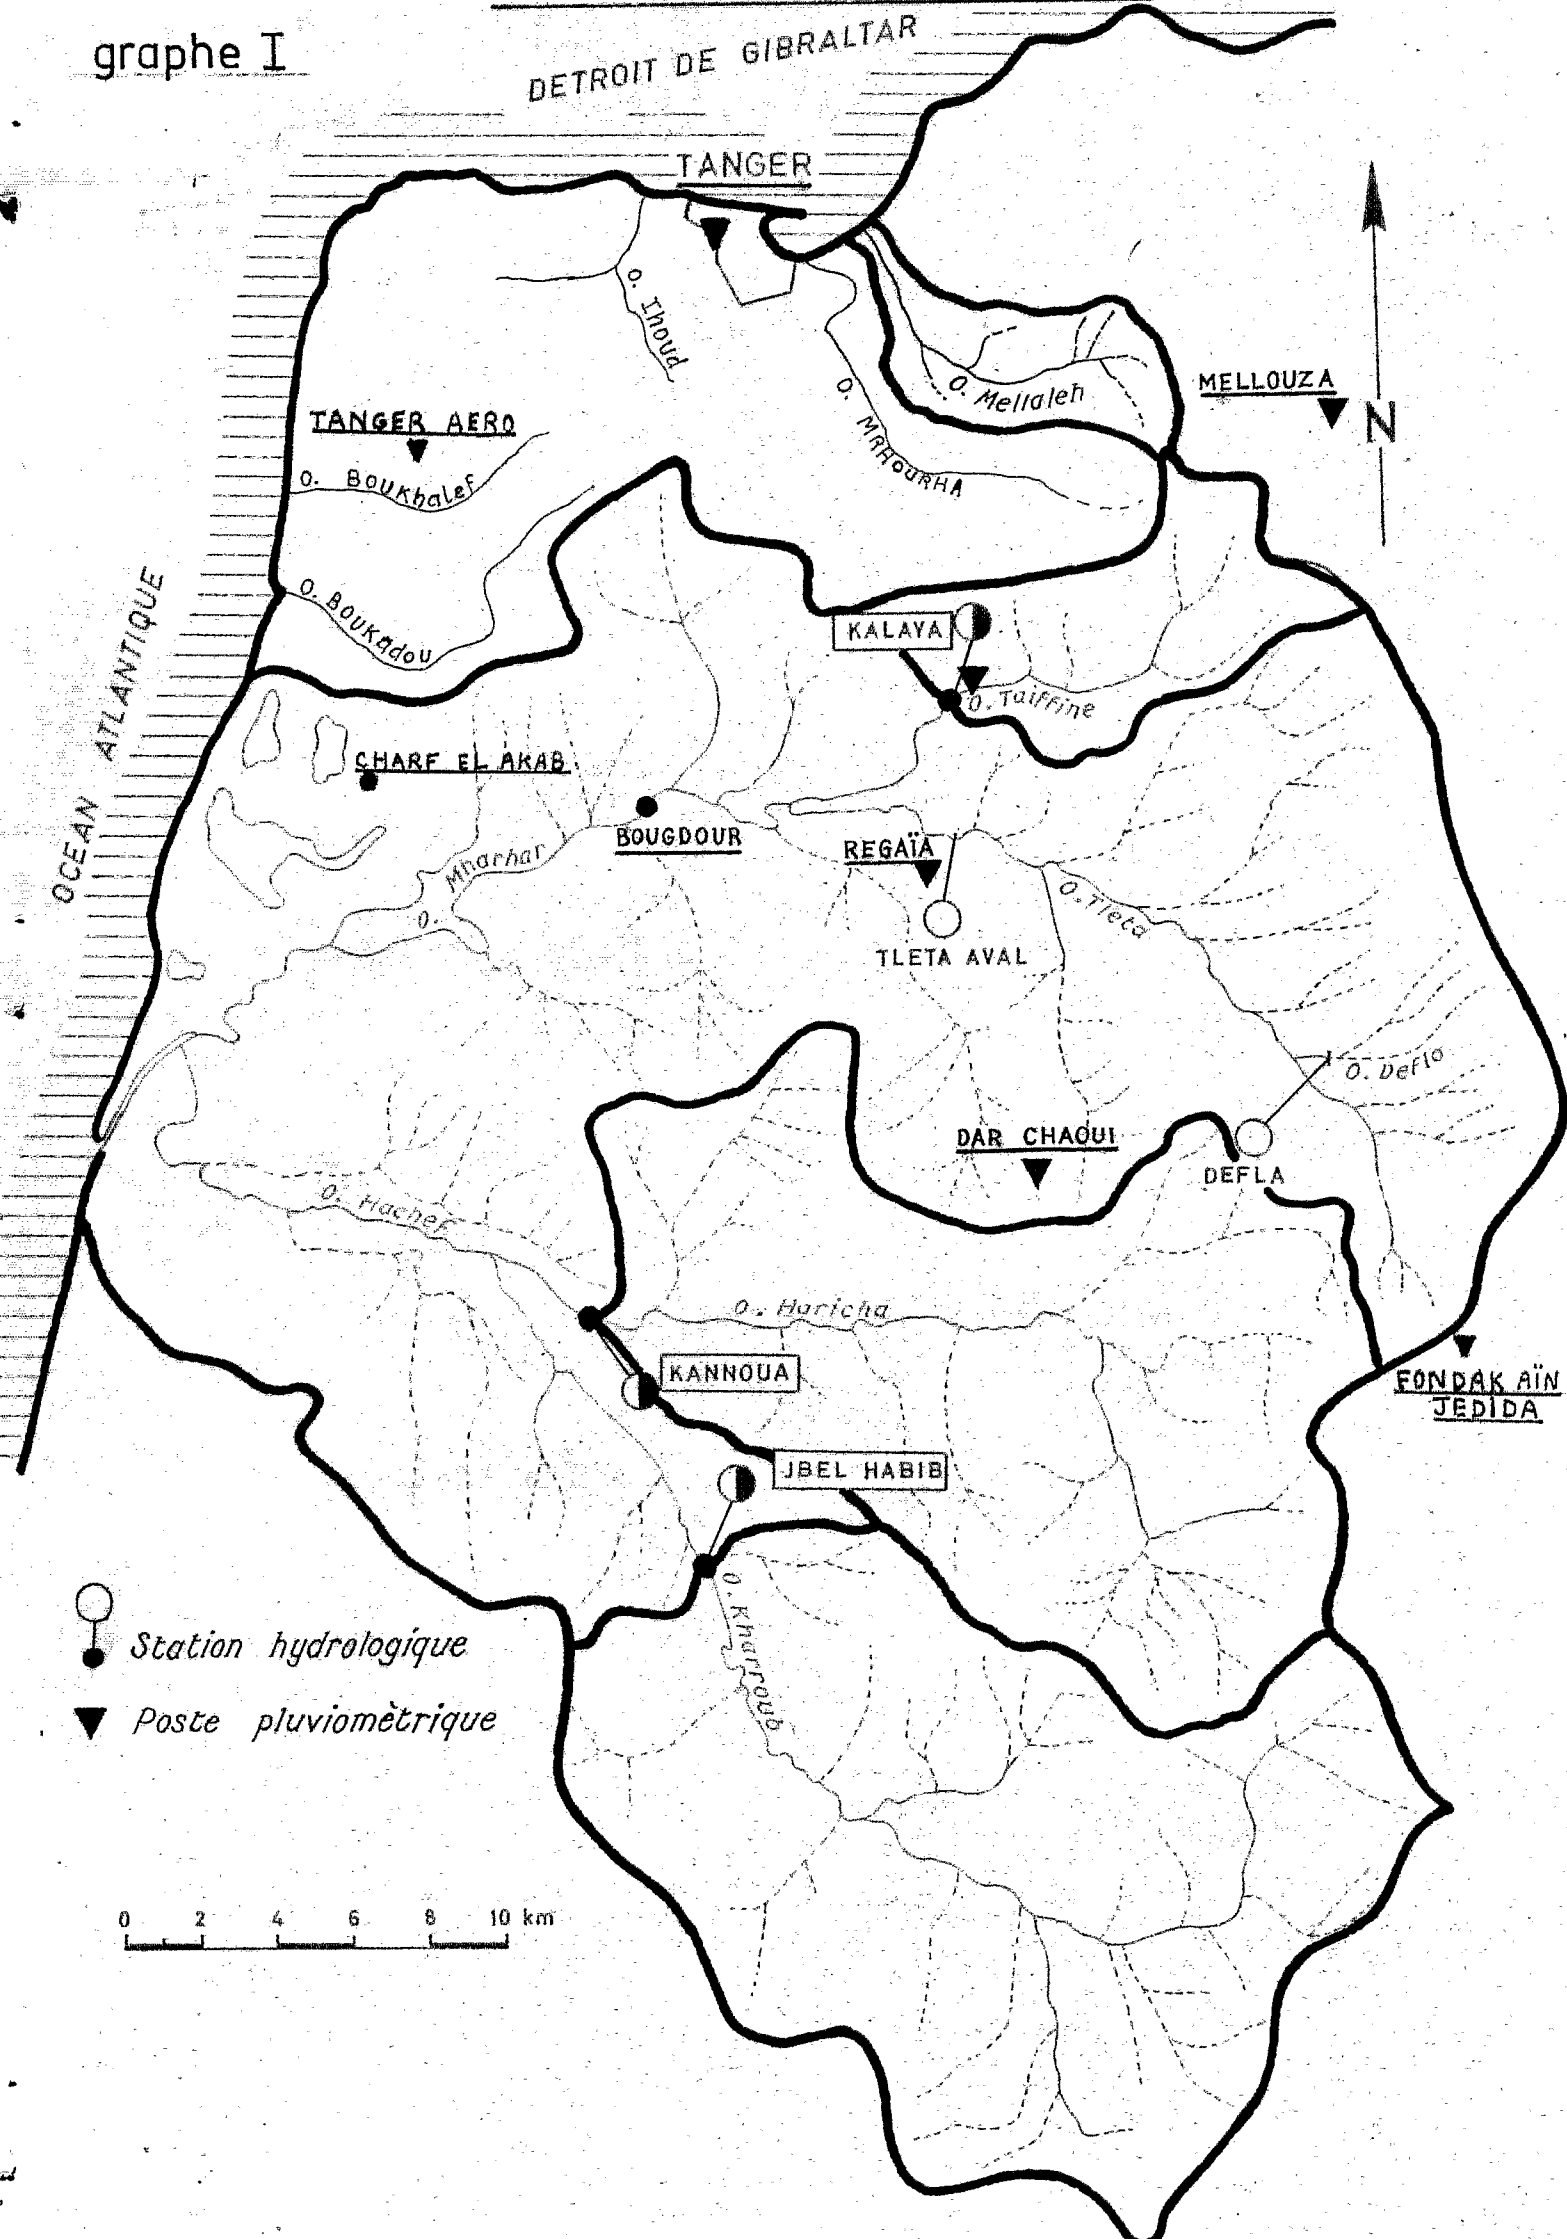 graphe I
DETROIT DE GIBRALTAR
TANGER
O. Ihoud
MELLOUZA
O. Mellaleh
N
TANGER AERO
O. MRHOURHA
O. BOUKhalef
O. BOUKadou
KALAYA
OCEAN ATLANTIQUE
O. Taiffine
CHARF EL AKAB
BOUGDOUR
REGAÏA
O. Mharhar
O. Tleta
TLETA AVAL
O. Defla
DAR CHAOUI
DEFLA
O. Hachef
O. Haricha
KANNOUA
FONDAK AÏN
JEDIDA
JBEL HABIB
O. Kharroub
Station hydrologique
Poste pluviomètrique
0 2 4 6 8 10 km